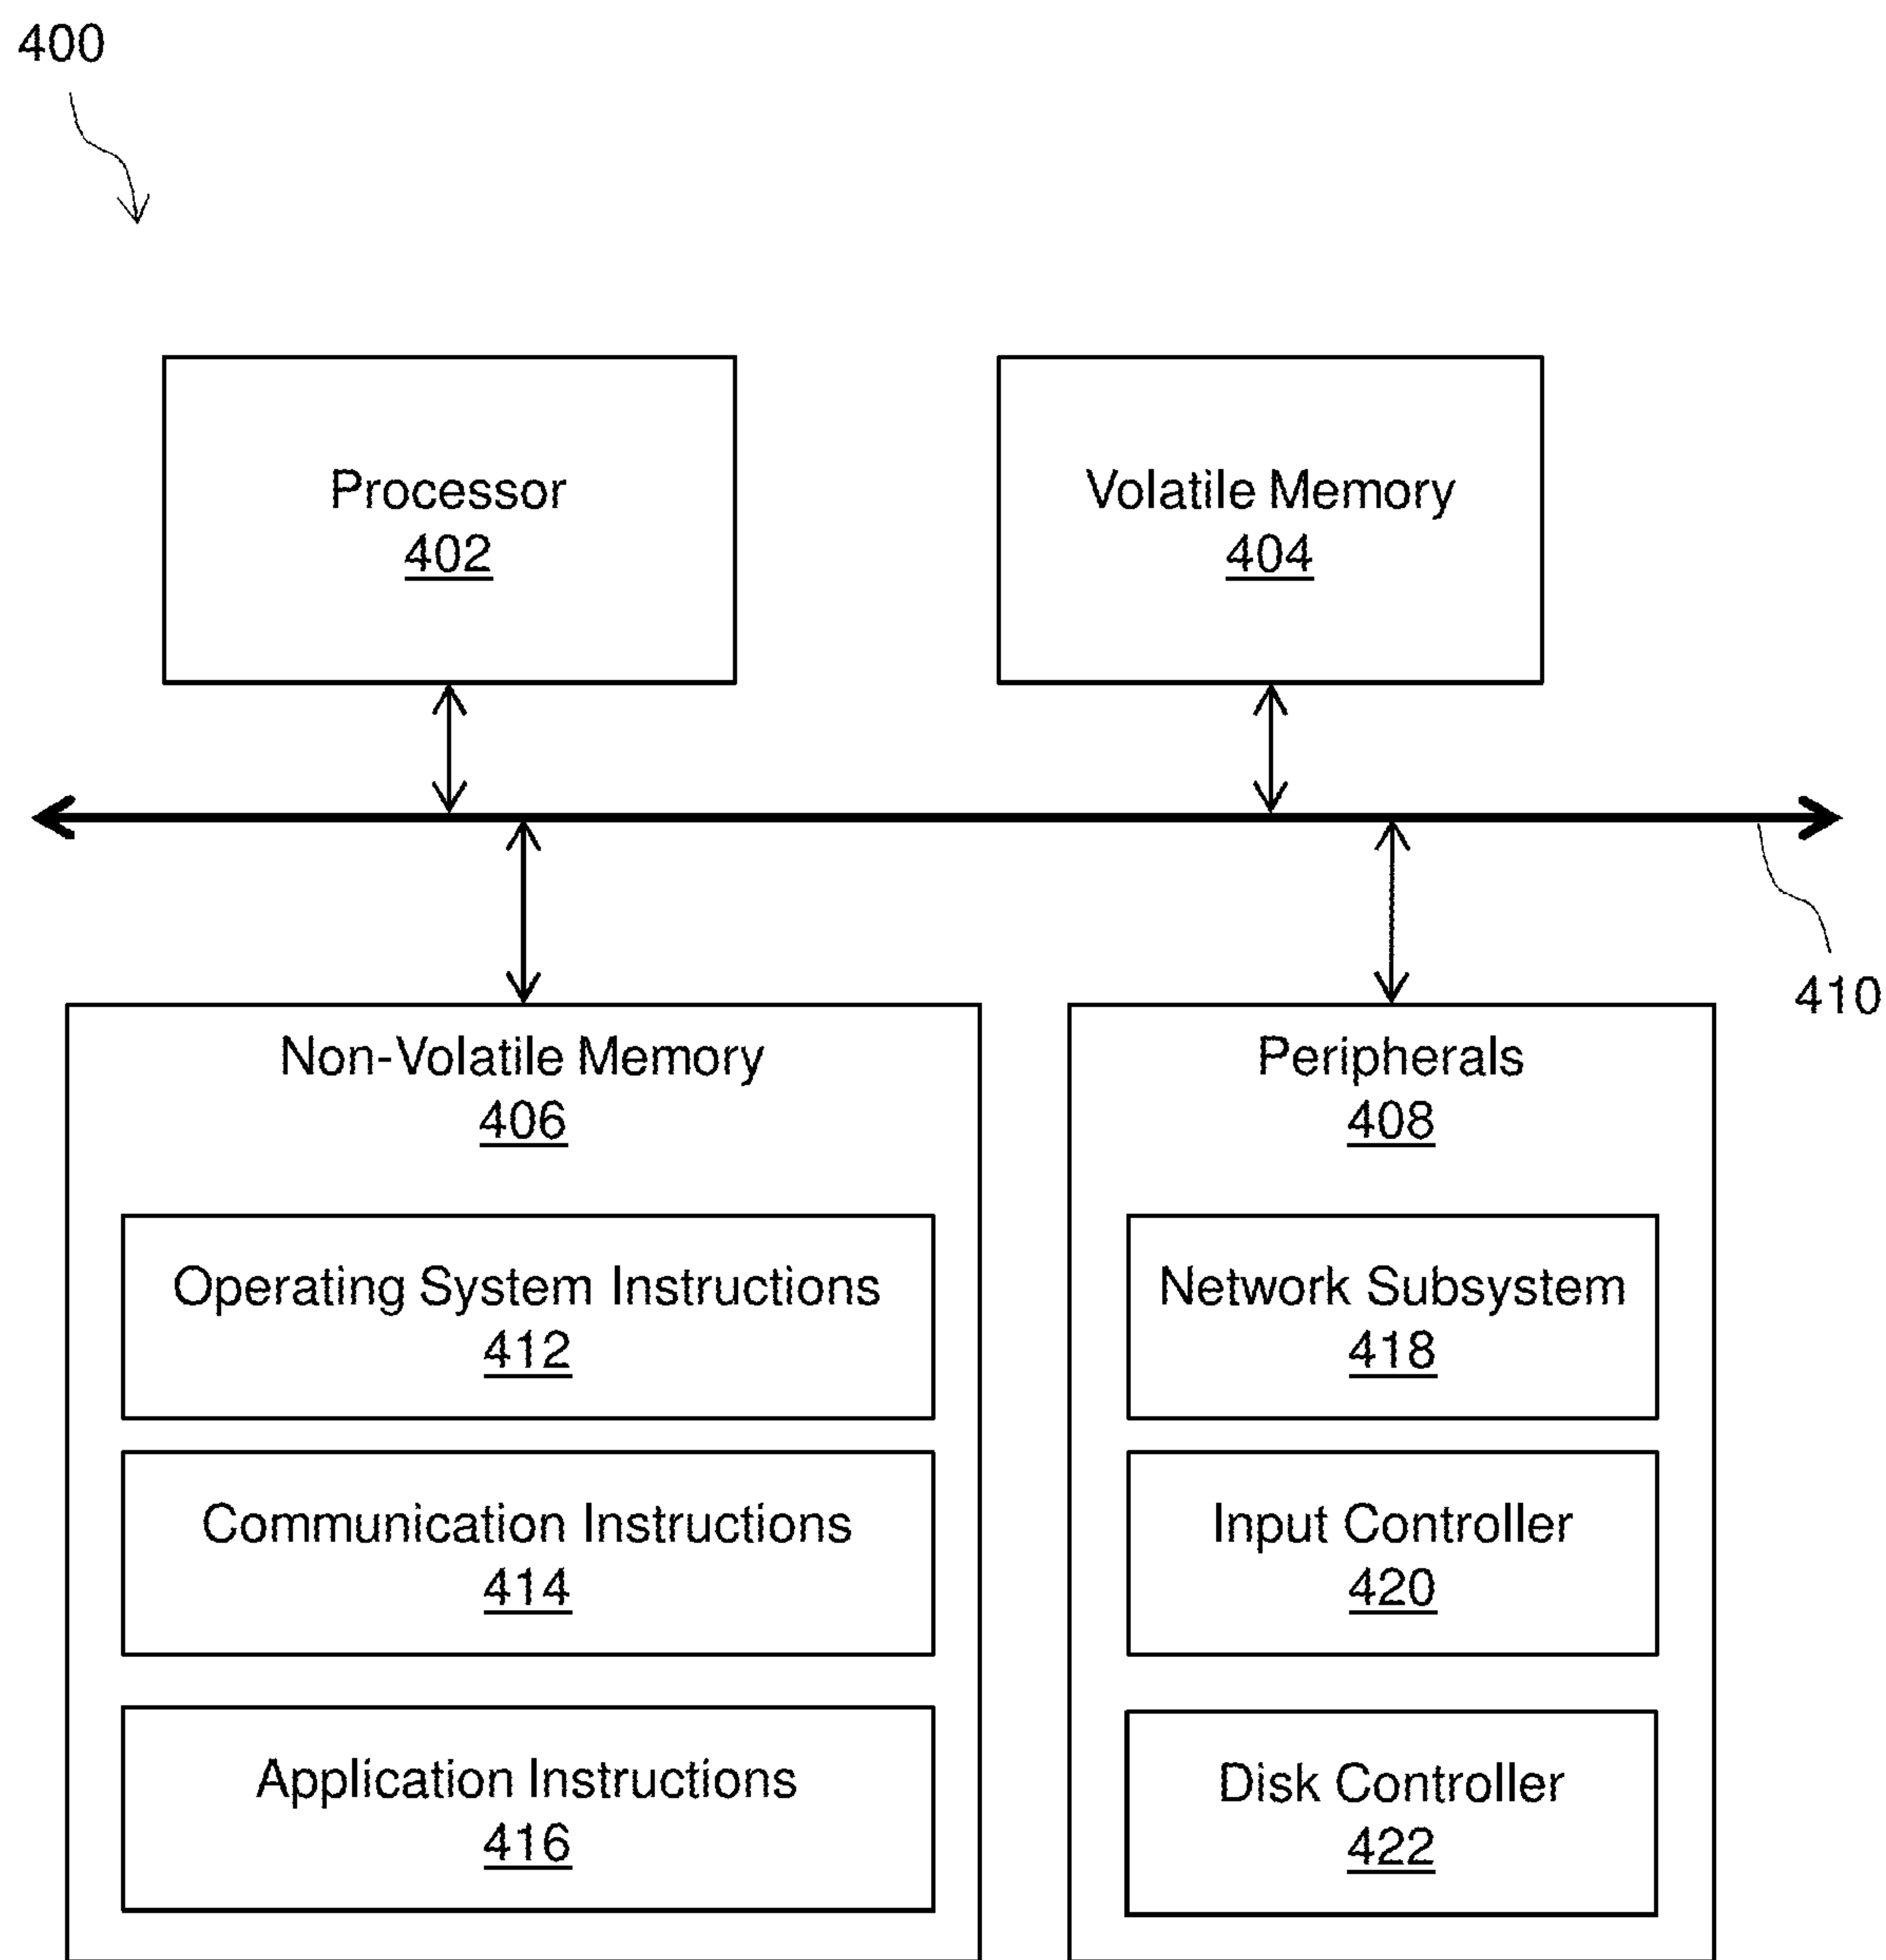 400
Processor
402
Volatile Memory
404
410
Non-Volatile Memory
406
Operating System Instructions
412
Communication Instructions
414
Application Instructions
416
Peripherals
408
Network Subsystem
418
Input Controller
420
Disk Controller
422